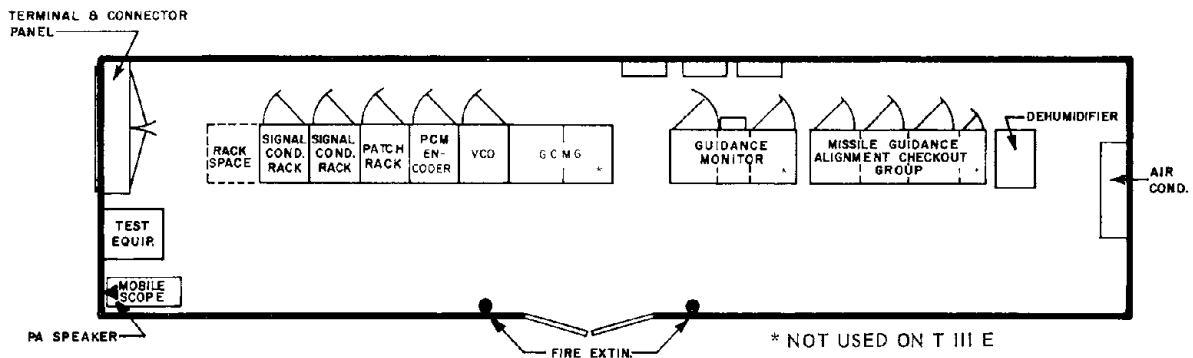 TERMINAL & CONNECTOR
PANEL
RACK
SPACE
SIGNAL
COND.
RACK
SIGNAL
COND.
RACK
PATCH
RACK
PCM
EN-
CODER
VCO
G C M G
*
GUIDANCE
MONITOR
*
MISSILE GUIDANCE
ALIGNMENT CHECKOUT
GROUP
*
DEHUMIDIFIER
AIR
COND.
TEST
EQUIP.
MOBILE
SCOPE
PA SPEAKER
FIRE EXTIN.
* NOT USED ON T III E